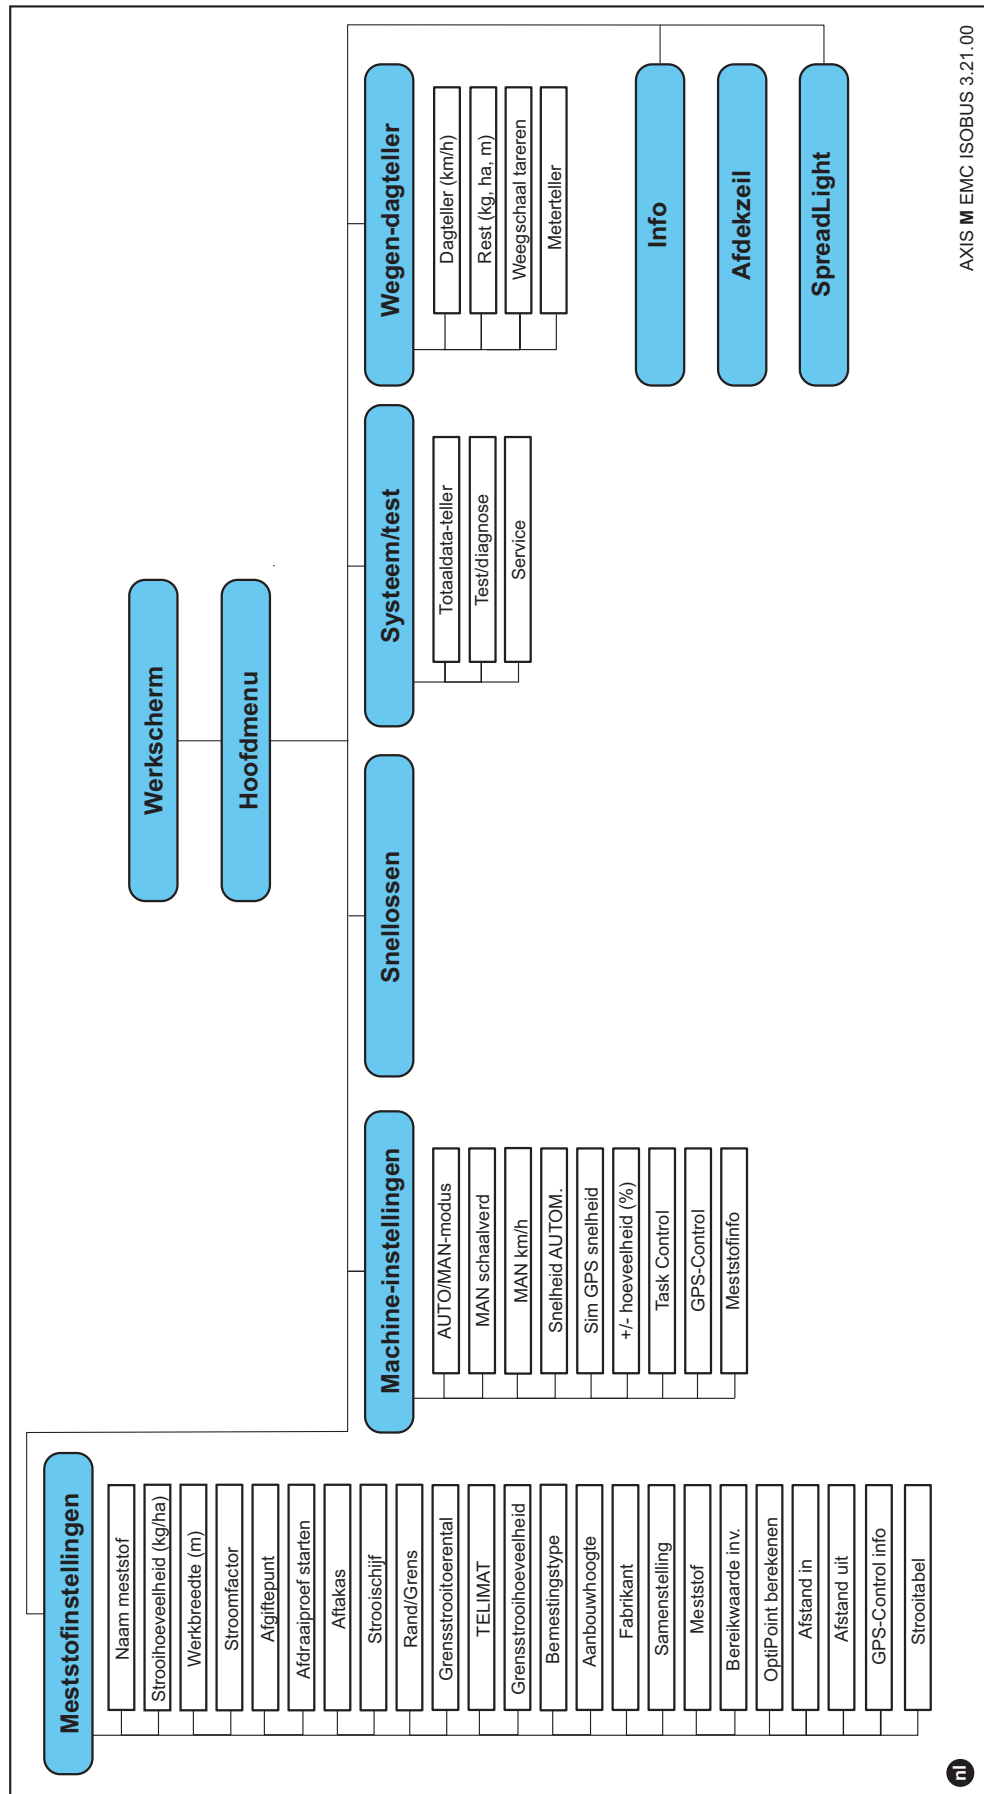 Werkscherm
Hoofdmenu
Meststofinstellingen
Naam meststof
Strooihoeveelheid (kg/ha)
Werkbreedte (m)
Stroomfactor
Afgiftepunt
Afdraaiproef starten
Aftakas
Strooischijf
Rand/Grens
Grensstrooitoerental
TELIMAT
Grensstrooihoeveelheid
Bemestingstype
Aanbouwhoogte
Fabrikant
Samenstelling
Meststof
Bereikwaarde inv.
OptiPoint berekenen
Afstand in
Afstand uit
GPS-Control info
Strooitabel
Machine-instellingen
AUTO/MAN-modus
MAN schaalverd
MAN km/h
Snelheid AUTOM.
Sim GPS snelheid
+/- hoeveelheid (%)
Task Control
GPS-Control
Meststofinfo
Snellossen
Systeem/test
Totaaldata-teller
Test/diagnose
Service
Wegen-dagteller
Dagteller (km/h)
Rest (kg, ha, m)
Weegschaal tareren
Meterteller
Info
Afdekzeil
SpreadLight
nl
AXIS M EMC ISOBUS 3.21.00